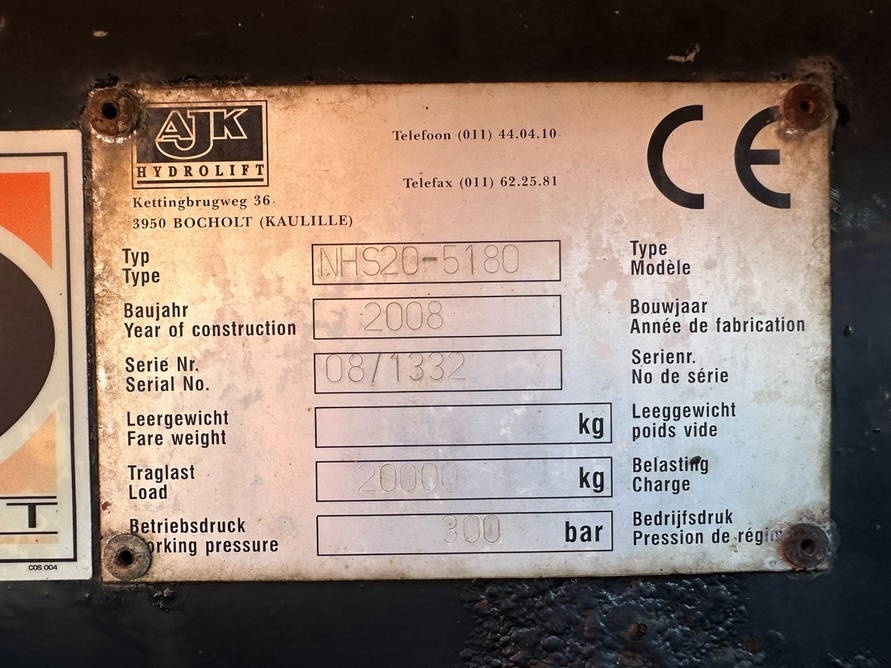 AJK
HYDROLIFT
Kettingbrugweg 36
3950 BOCHOLT (KAULILLE)
Telefoon (011) 44.04.10
Telefax (011) 62.25.81
CE
Typ
Type
NHS20-5180
Type
Modèle
Baujahr
Year of construction
2008
Bouwjaar
Année de fabrication
Serie Nr.
Serial No.
08/1332
Serienr.
No de série
Leergewicht
Fare weight
kg
Leeggewicht
poids vide
Traglast
Load
20000 kg
Belasting
Charge
Betriebsdruck
orking pressure
300 bar
Bedrijfsdruk
Pression de régi
T
COS 004